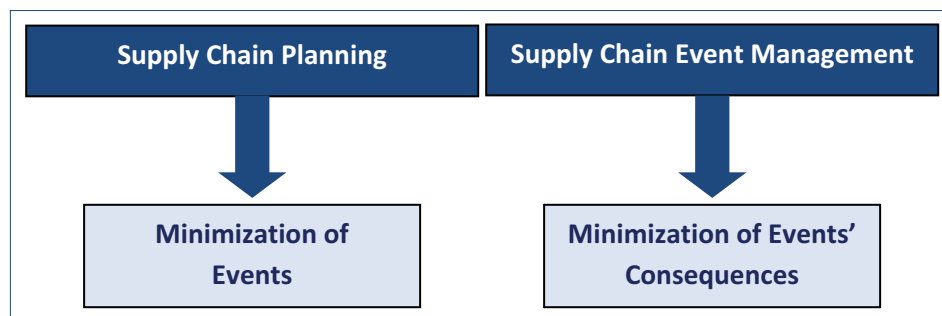 Supply Chain Planning
Supply Chain Event Management
Minimization of
Events
Minimization of Events’
Consequences